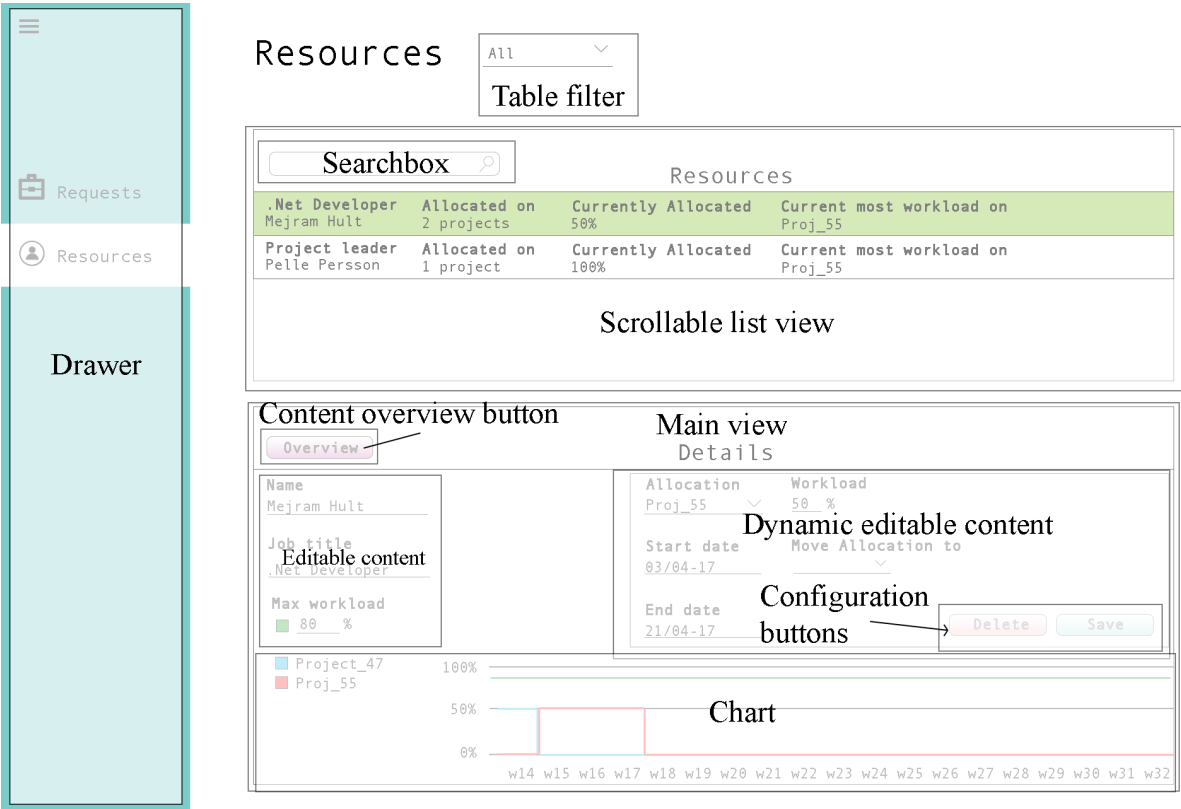 Resources
All
Table filter
Requests
Resources
Drawer
Searchbox
Resources
.Net Developer Allocated on Currently Allocated Current most workload on
Mejram Hult 2 projects 50% Proj_55
Project leader Allocated on Currently Allocated Current most workload on
Pelle Persson 1 project 100% Proj_55
Scrollable list view
Content overview button
Main view
Overview
Details
Name
Mejram Hult
Job title
Editable content
.Net Developer
Max workload
80 %
Allocation Workload
Proj_55 50 %
Dynamic editable content
Start date Move Allocation to
03/04-17
End date
21/04-17
Configuration
buttons
Delete Save
Project_47
Proj_55
Chart
100%
50%
0%
w14 w15 w16 w17 w18 w19 w20 w21 w22 w23 w24 w25 w26 w27 w28 w29 w30 w31 w32